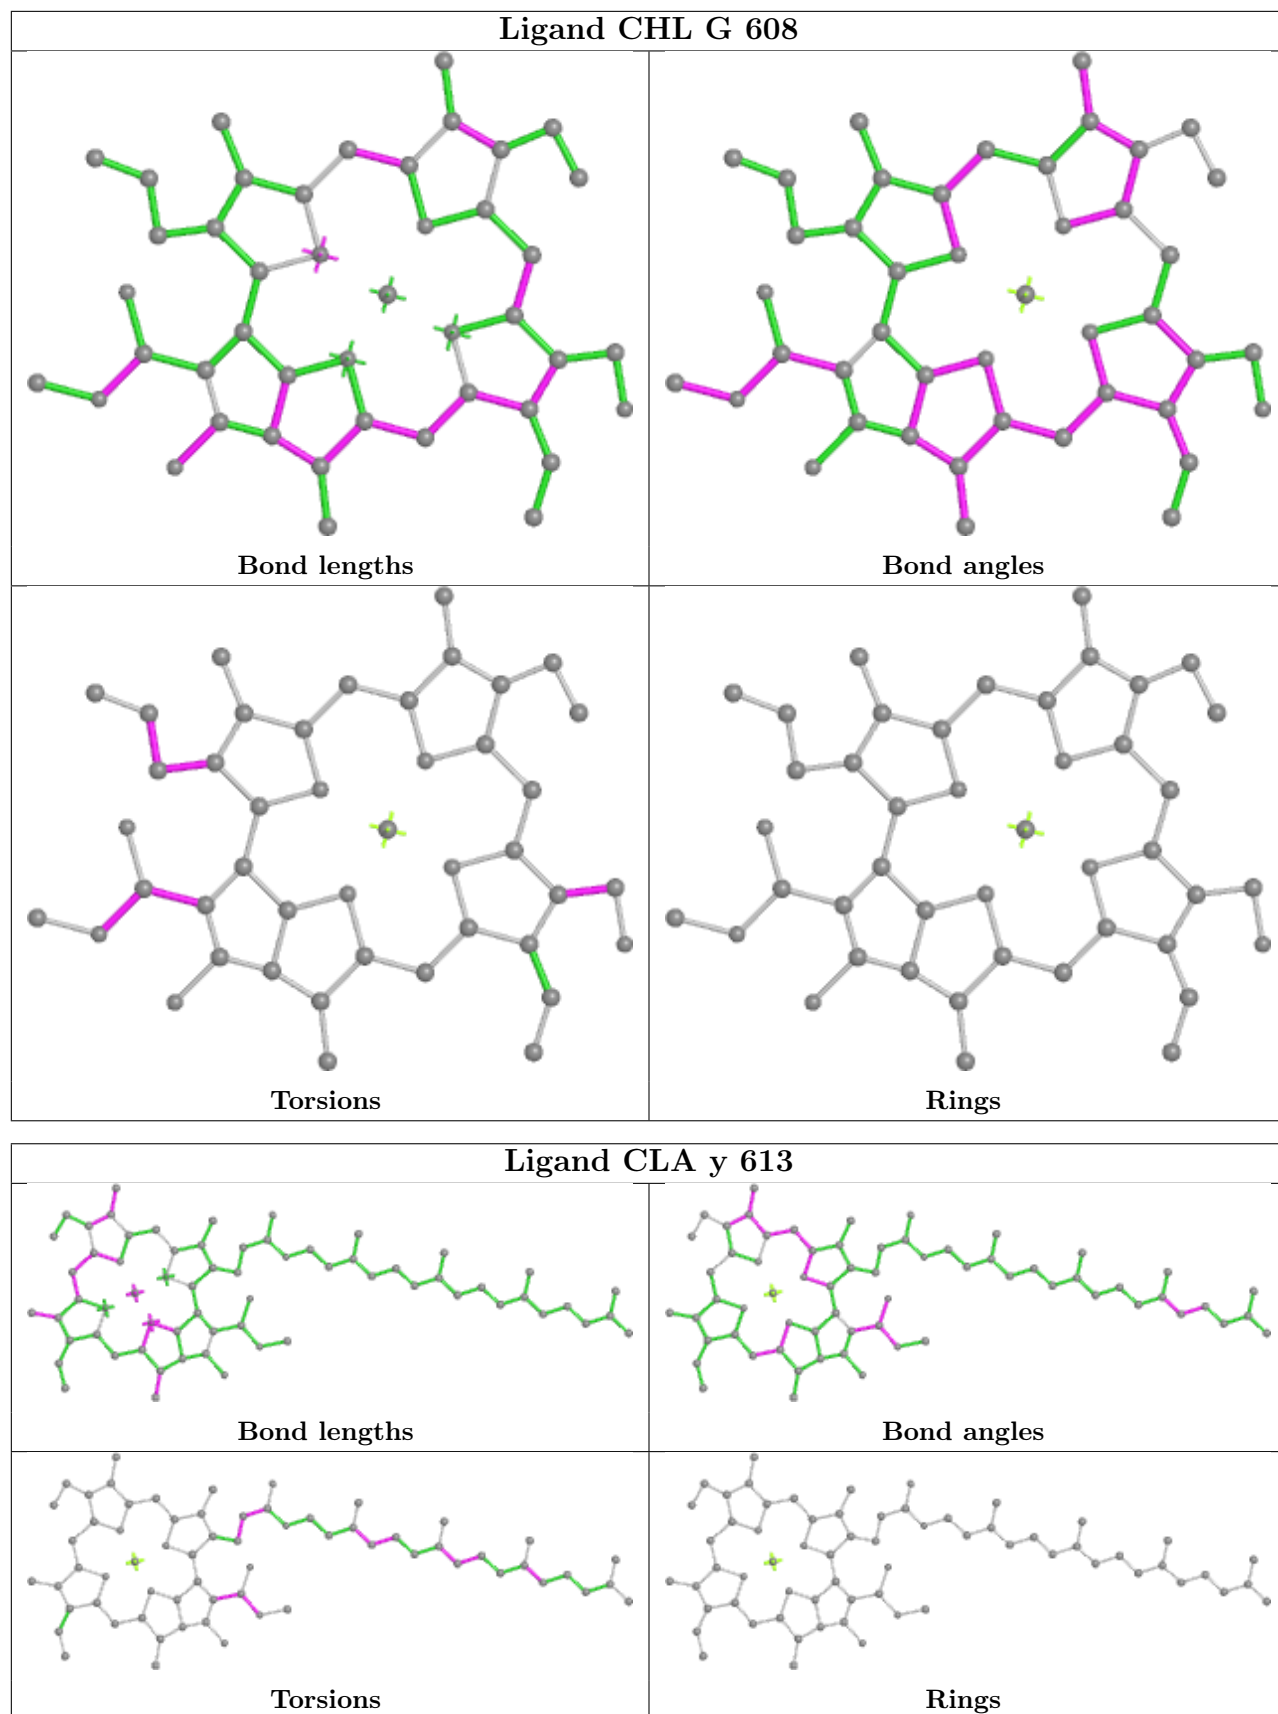 Ligand CHL G 608
Bond lengths
Bond angles
Torsions
Rings
Ligand CLA y 613
Bond lengths
Bond angles
Torsions
Rings